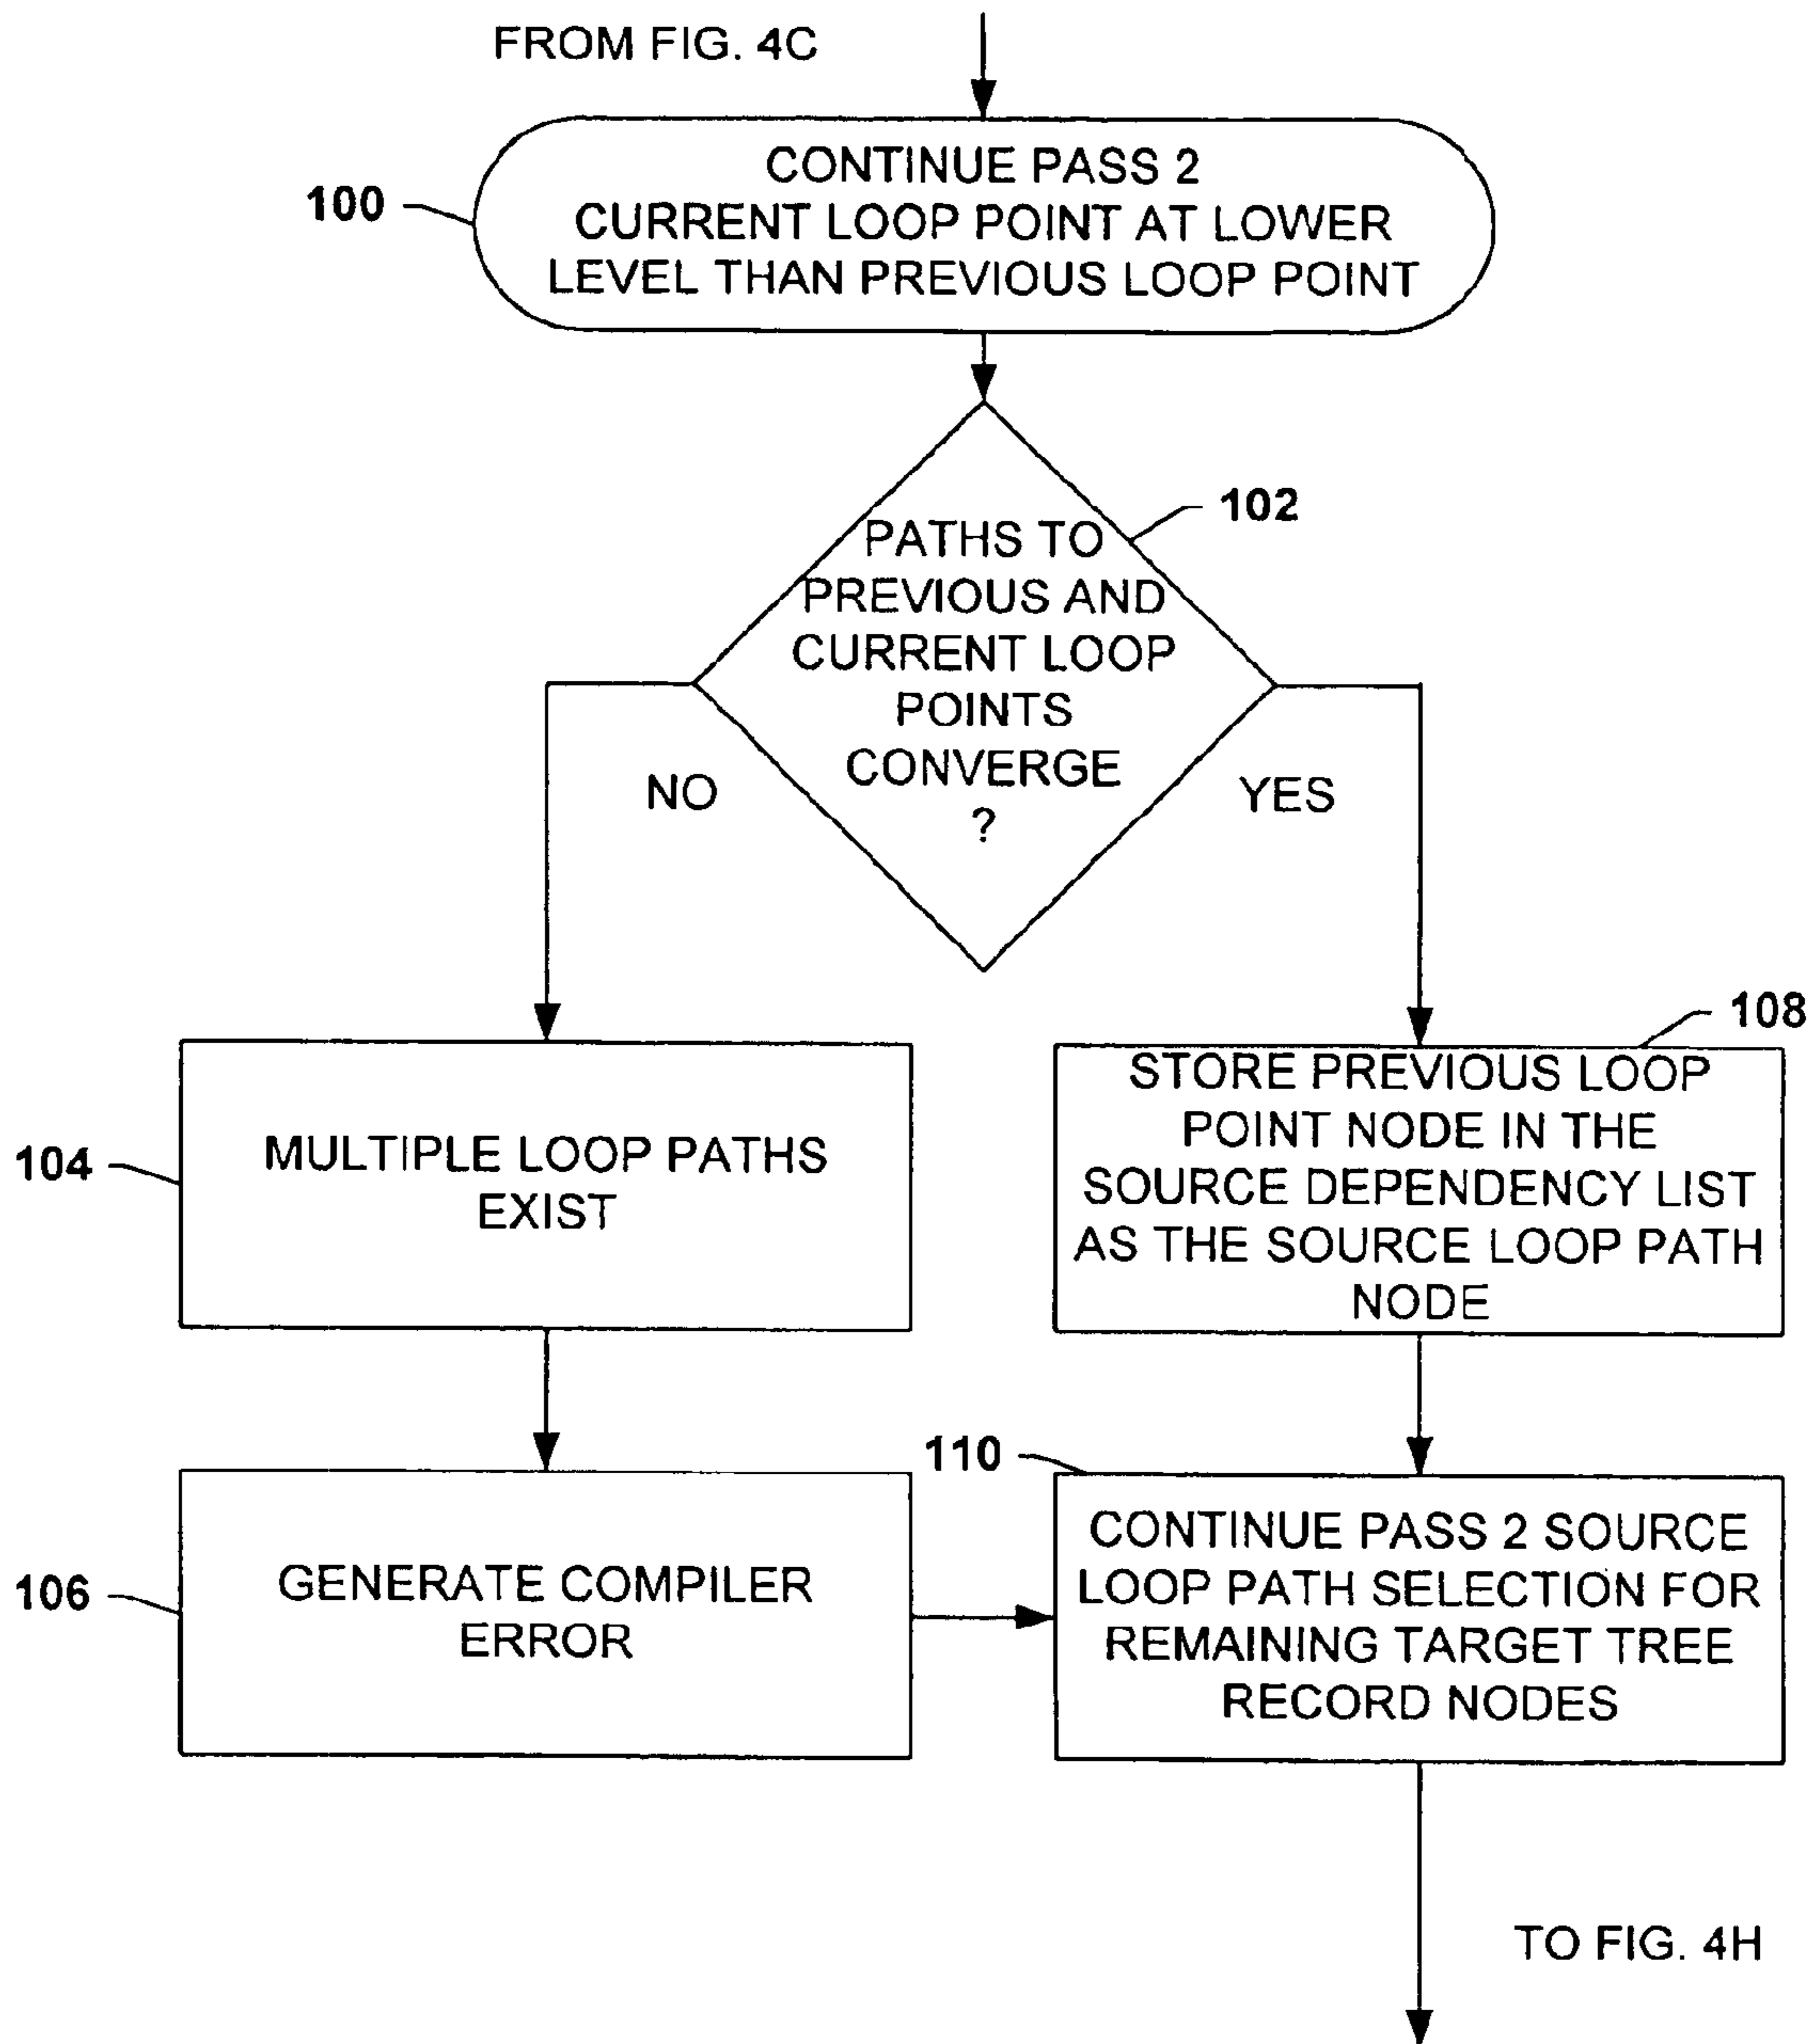 FROM FIG. 4C
CONTINUE PASS 2
CURRENT LOOP POINT AT LOWER
LEVEL THAN PREVIOUS LOOP POINT
100
102
PATHS TO
PREVIOUS AND
CURRENT LOOP
POINTS
CONVERGE
?
NO
YES
108
MULTIPLE LOOP PATHS
EXIST
104
STORE PREVIOUS LOOP
POINT NODE IN THE
SOURCE DEPENDENCY LIST
AS THE SOURCE LOOP PATH
NODE
110
GENERATE COMPILER
ERROR
106
CONTINUE PASS 2 SOURCE
LOOP PATH SELECTION FOR
REMAINING TARGET TREE
RECORD NODES
TO FIG. 4H